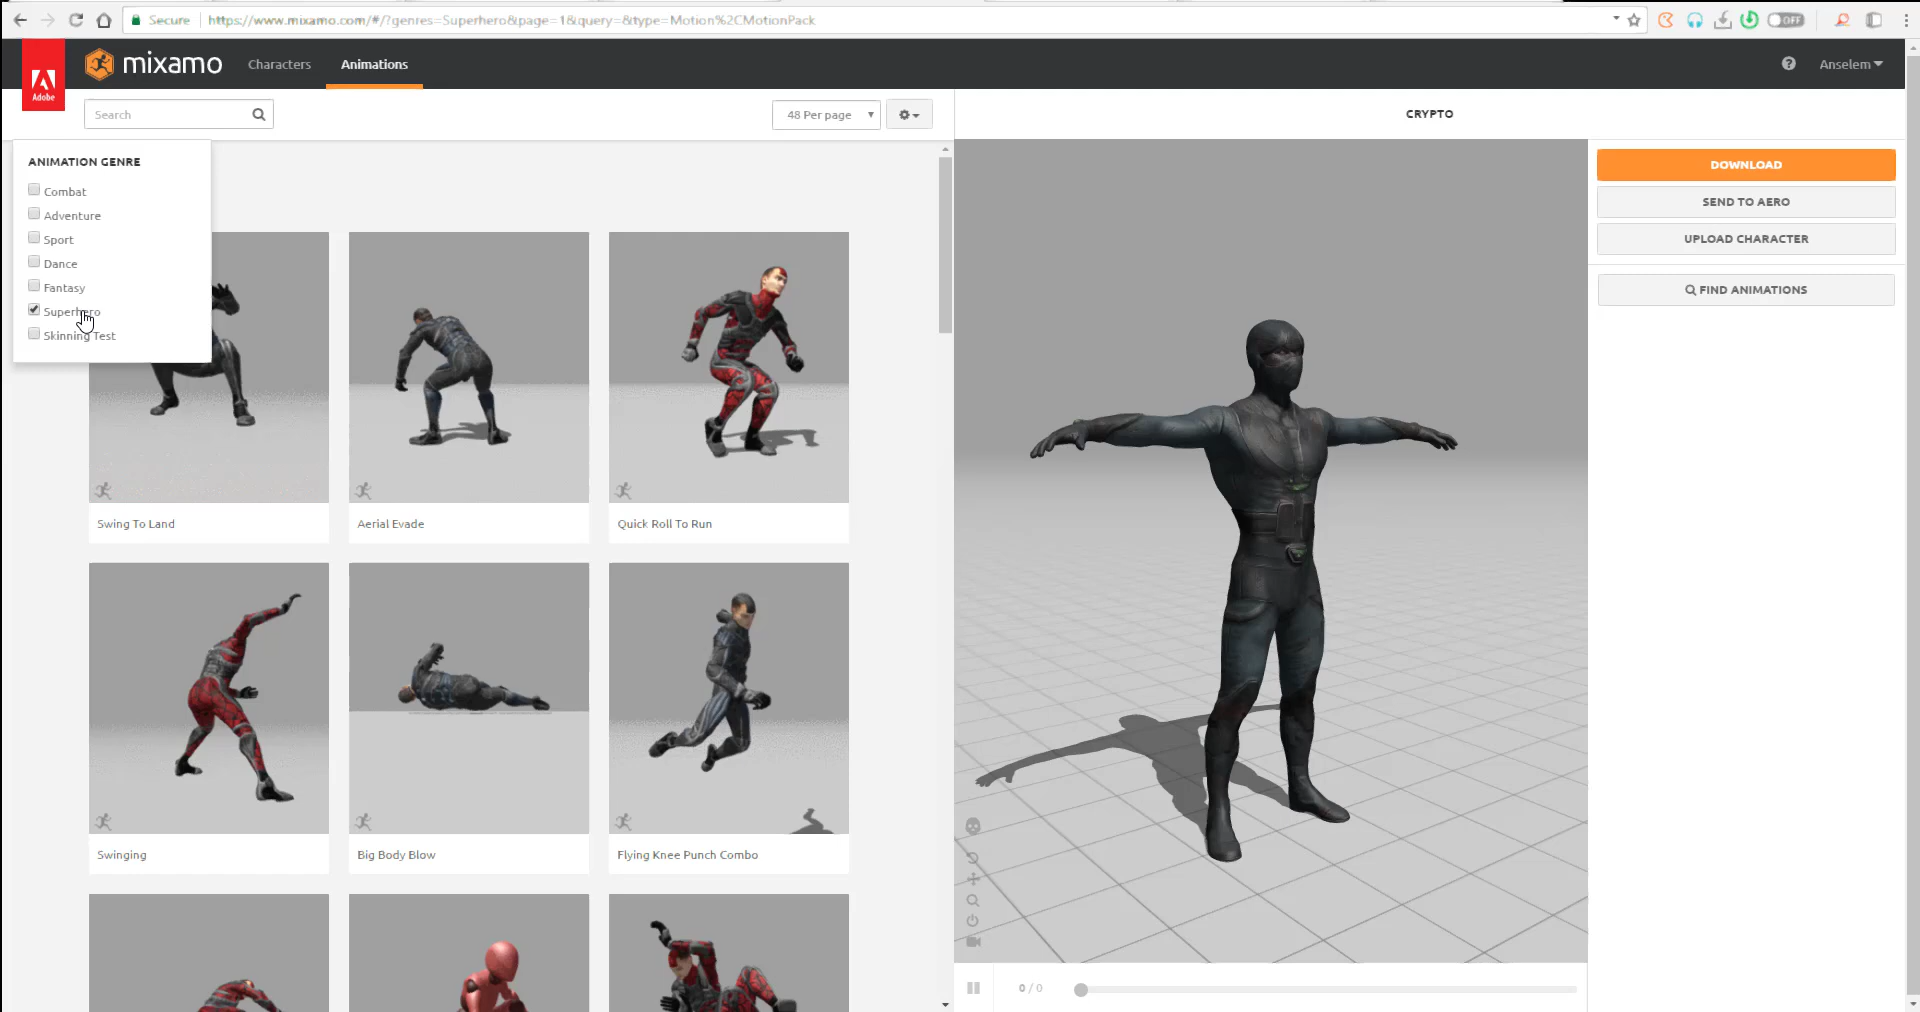 Secure https://www.mixamo.com/#/?genres=Superhero&page=1&query=&type=Motion%2CMotionPack
OFF
Adobe
mixamo Characters Animations
Anselem
Search
48 Per page
CRYPTO
ANIMATION GENRE
Combat
Adventure
Sport
Dance
Fantasy
Superhero
Skinning Test
DOWNLOAD
SEND TO AERO
UPLOAD CHARACTER
FIND ANIMATIONS
Swing To Land
Aerial Evade
Quick Roll To Run
Swinging
Big Body Blow
Flying Knee Punch Combo
0 / 0